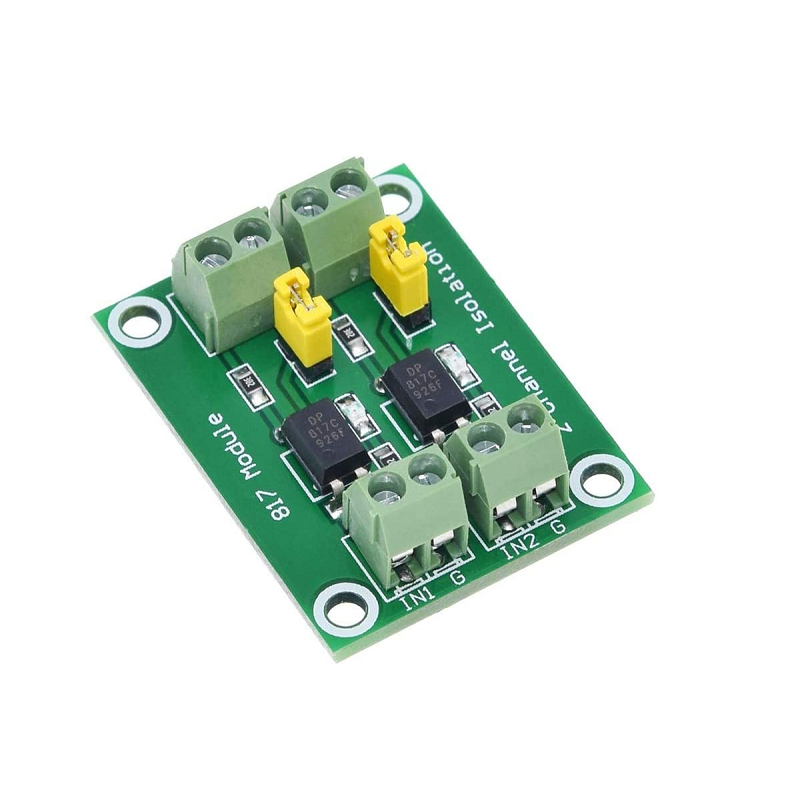 2 Channel Isolation
817 Module
DP
817C
926F
DP
817C
926F
IN1 G
IN2 G